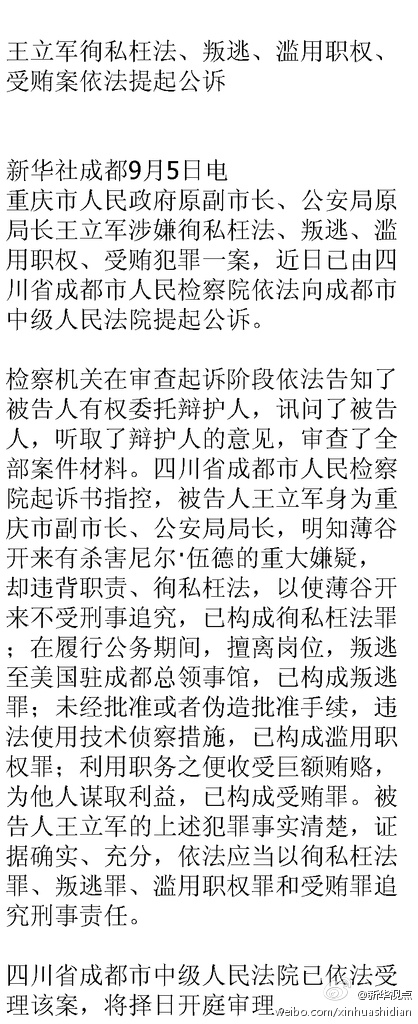 王立军徇私枉法、叛逃、滥用职权、
受贿案依法提起公诉
新华社成都9月5日电
重庆市人民政府原副市长、公安局原
局长王立军涉嫌徇私枉法、叛逃、滥
用职权、受贿犯罪一案，近日已由四
川省成都市人民检察院依法向成都市
中级人民法院提起公诉。
检察机关在审查起诉阶段依法告知了
被告人有权委托辩护人，讯问了被告
人，听取了辩护人的意见，审查了全
部案件材料。四川省成都市人民检察
院起诉书指控，被告人王立军身为重
庆市副市长、公安局局长，明知薄谷
开来有杀害尼尔·伍德的重大嫌疑，
却违背职责、徇私枉法，以使薄谷开
来不受刑事追究，已构成徇私枉法罪
；在履行公务期间，擅离岗位，叛逃
至美国驻成都总领事馆，已构成叛逃
罪；未经批准或者伪造批准手续，违
法使用技术侦察措施，已构成滥用职
权罪；利用职务之便收受巨额贿赂，
为他人谋取利益，已构成受贿罪。被
告人王立军的上述犯罪事实清楚，证
据确实、充分，依法应当以徇私枉法
罪、叛逃罪、滥用职权罪和受贿罪追
究刑事责任。
四川省成都市中级人民法院已依法受
理该案，将择日开庭审理
@新华视点
weibo.com/xinhuashidian